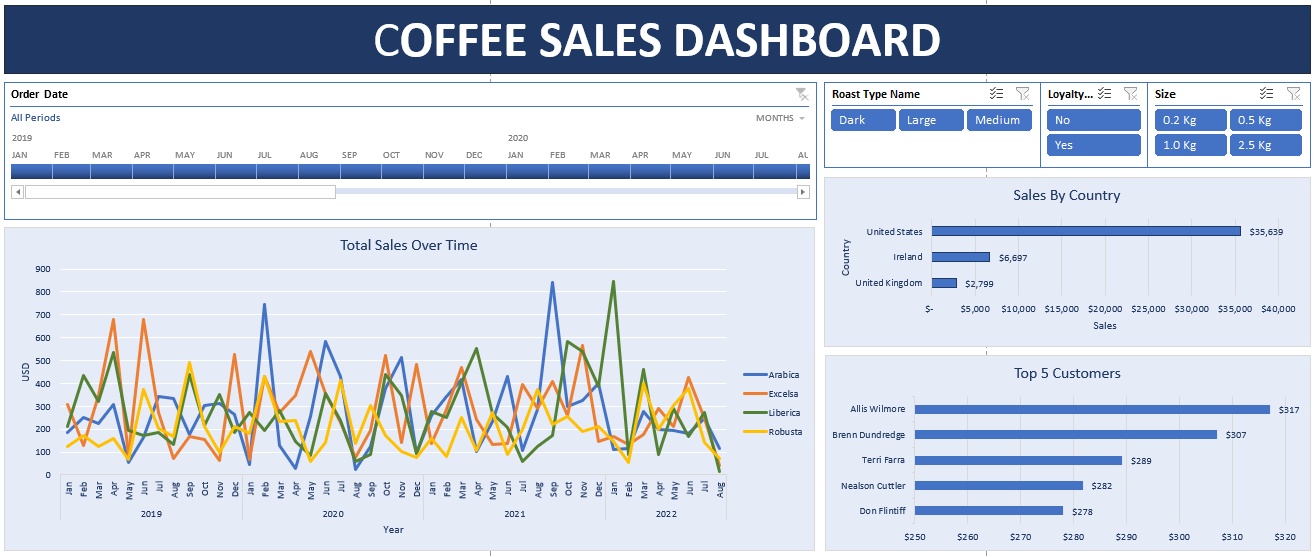 COFFEE SALES DASHBOARD
Order Date
All Periods
MONTHS
2019 2020
JAN FEB MAR APR MAY JUN JUL AUG SEP OCT NOV DEC JAN FEB MAR APR MAY JUN JUL AU
Roast Type Name
Dark Large Medium
Loyalty...
No
Yes
Size
0.2 Kg 0.5 Kg
1.0 Kg 2.5 Kg
Total Sales Over Time
USD
900
800
700
600
500
400
300
200
100
0
Jan Feb Mar Apr May Jun Jul Aug Sep Oct Nov Dec Jan Feb Mar Apr May Jun Jul Aug Sep Oct Nov Dec Jan Feb Mar Apr May Jun Jul Aug Sep Oct Nov Dec Jan Feb Mar Apr May Jun Jul Aug
2019 2020 2021 2022
Year
Arabica
Excelsa
Liberica
Robusta
Sales By Country
Country
United States $35,639
Ireland $6,697
United Kingdom $2,799
$- $5,000 $10,000 $15,000 $20,000 $25,000 $30,000 $35,000 $40,000
Sales
Top 5 Customers
Allis Wilmore $317
Brenn Dundredge $307
Terri Farra $289
Nealson Cuttler $282
Don Flintiff $278
$250 $260 $270 $280 $290 $300 $310 $320